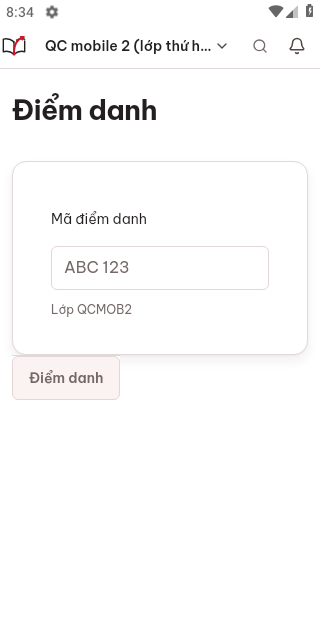 8:34
QC mobile 2 (lớp thứ h...
Điểm danh
Mã điểm danh
ABC 123
Lớp QCMOB2
Điểm danh